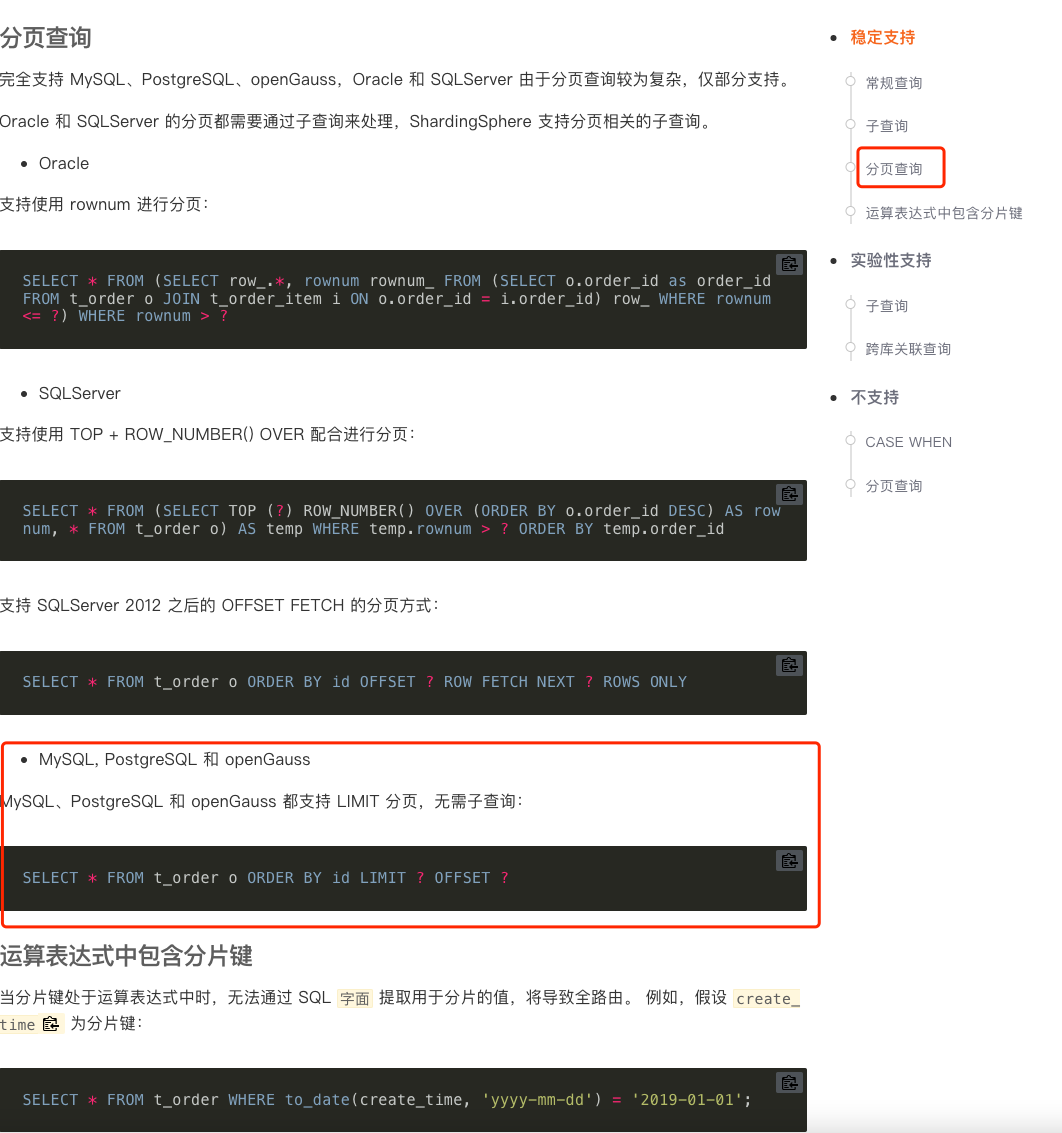 分页查询
完全支持 MySQL、PostgreSQL、openGauss，Oracle 和 SQLServer 由于分页查询较为复杂，仅部分支持。
Oracle 和 SQLServer 的分页都需要通过子查询来处理，ShardingSphere 支持分页相关的子查询。
Oracle
支持使用 rownum 进行分页：
SELECT * FROM (SELECT row_.*, rownum rownum_ FROM (SELECT o.order_id as order_id
FROM t_order o JOIN t_order_item i ON o.order_id = i.order_id) row_ WHERE rownum
<= ?) WHERE rownum > ?
SQLServer
支持使用 TOP + ROW_NUMBER() OVER 配合进行分页：
SELECT * FROM (SELECT TOP (?) ROW_NUMBER() OVER (ORDER BY o.order_id DESC) AS row
num, * FROM t_order o) AS temp WHERE temp.rownum > ? ORDER BY temp.order_id
支持 SQLServer 2012 之后的 OFFSET FETCH 的分页方式：
SELECT * FROM t_order o ORDER BY id OFFSET ? ROW FETCH NEXT ? ROWS ONLY
MySQL, PostgreSQL 和 openGauss
MySQL、PostgreSQL 和 openGauss 都支持 LIMIT 分页，无需子查询：
SELECT * FROM t_order o ORDER BY id LIMIT ? OFFSET ?
运算表达式中包含分片键
当分片键处于运算表达式中时，无法通过 SQL 字面 提取用于分片的值，将导致全路由。 例如，假设 create_
time 为分片键：
SELECT * FROM t_order WHERE to_date(create_time, 'yyyy-mm-dd') = '2019-01-01';
稳定支持
常规查询
子查询
分页查询
运算表达式中包含分片键
实验性支持
子查询
跨库关联查询
不支持
CASE WHEN
分页查询